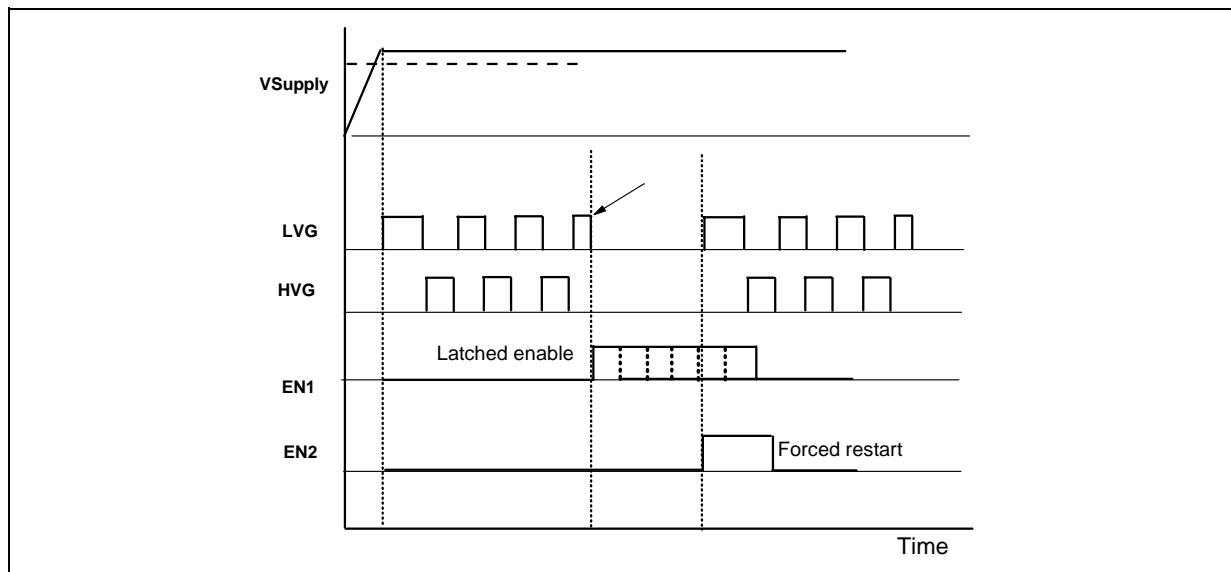 VSupply
LVG
HVG
Latched enable
EN1
EN2
Forced restart
Time